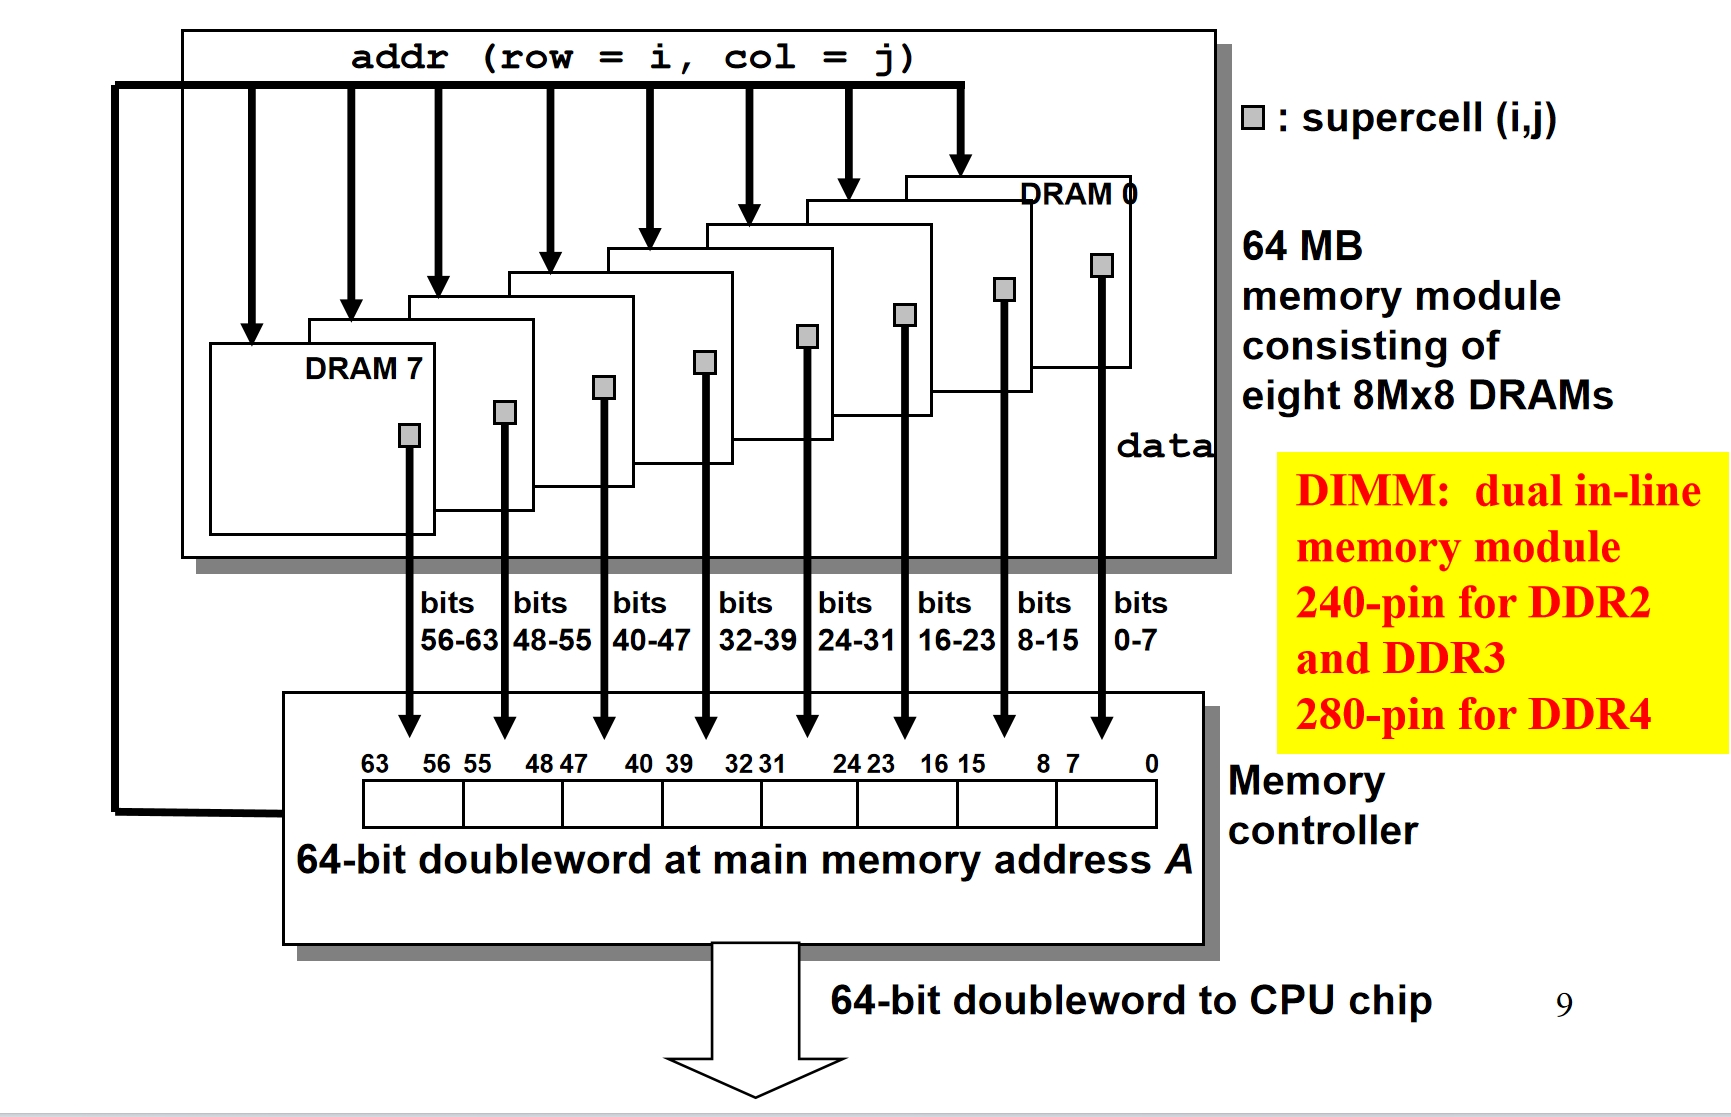 addr (row = i, col = j)
: supercell (i,j)
DRAM 0
64 MB
memory module
consisting of
eight 8Mx8 DRAMs
DRAM 7
data
DIMM: dual in-line
memory module
240-pin for DDR2
and DDR3
280-pin for DDR4
bits bits bits bits bits bits bits bits
56-63 48-55 40-47 32-39 24-31 16-23 8-15 0-7
63 56 55 48 47 40 39 32 31 24 23 16 15 8 7 0
Memory
controller
64-bit doubleword at main memory address A
64-bit doubleword to CPU chip
9